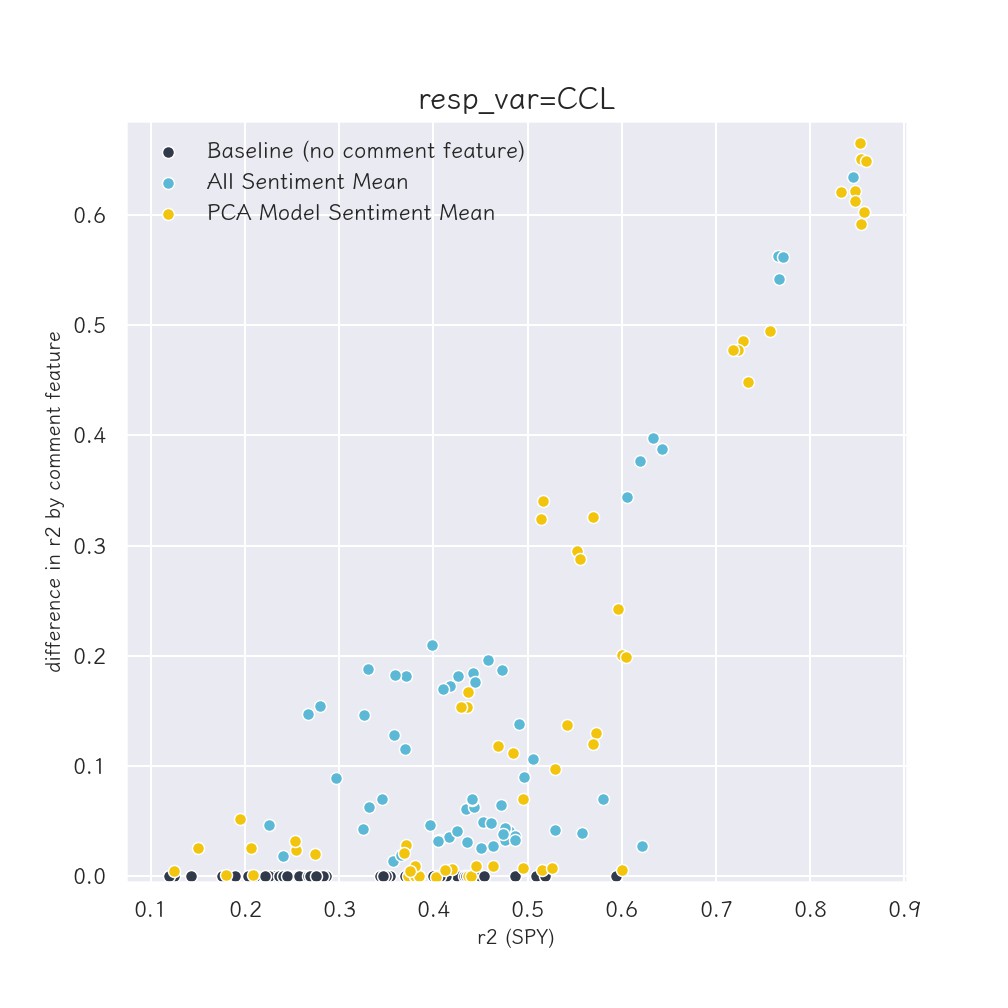 resp_var=CCL
Baseline (no comment feature)
All Sentiment Mean
PCA Model Sentiment Mean
difference in r2 by comment feature
0.6
0.5
0.4
0.3
0.2
0.1
0.0
0.1 0.2 0.3 0.4 0.5 0.6 0.7 0.8 0.9
r2 (SPY)